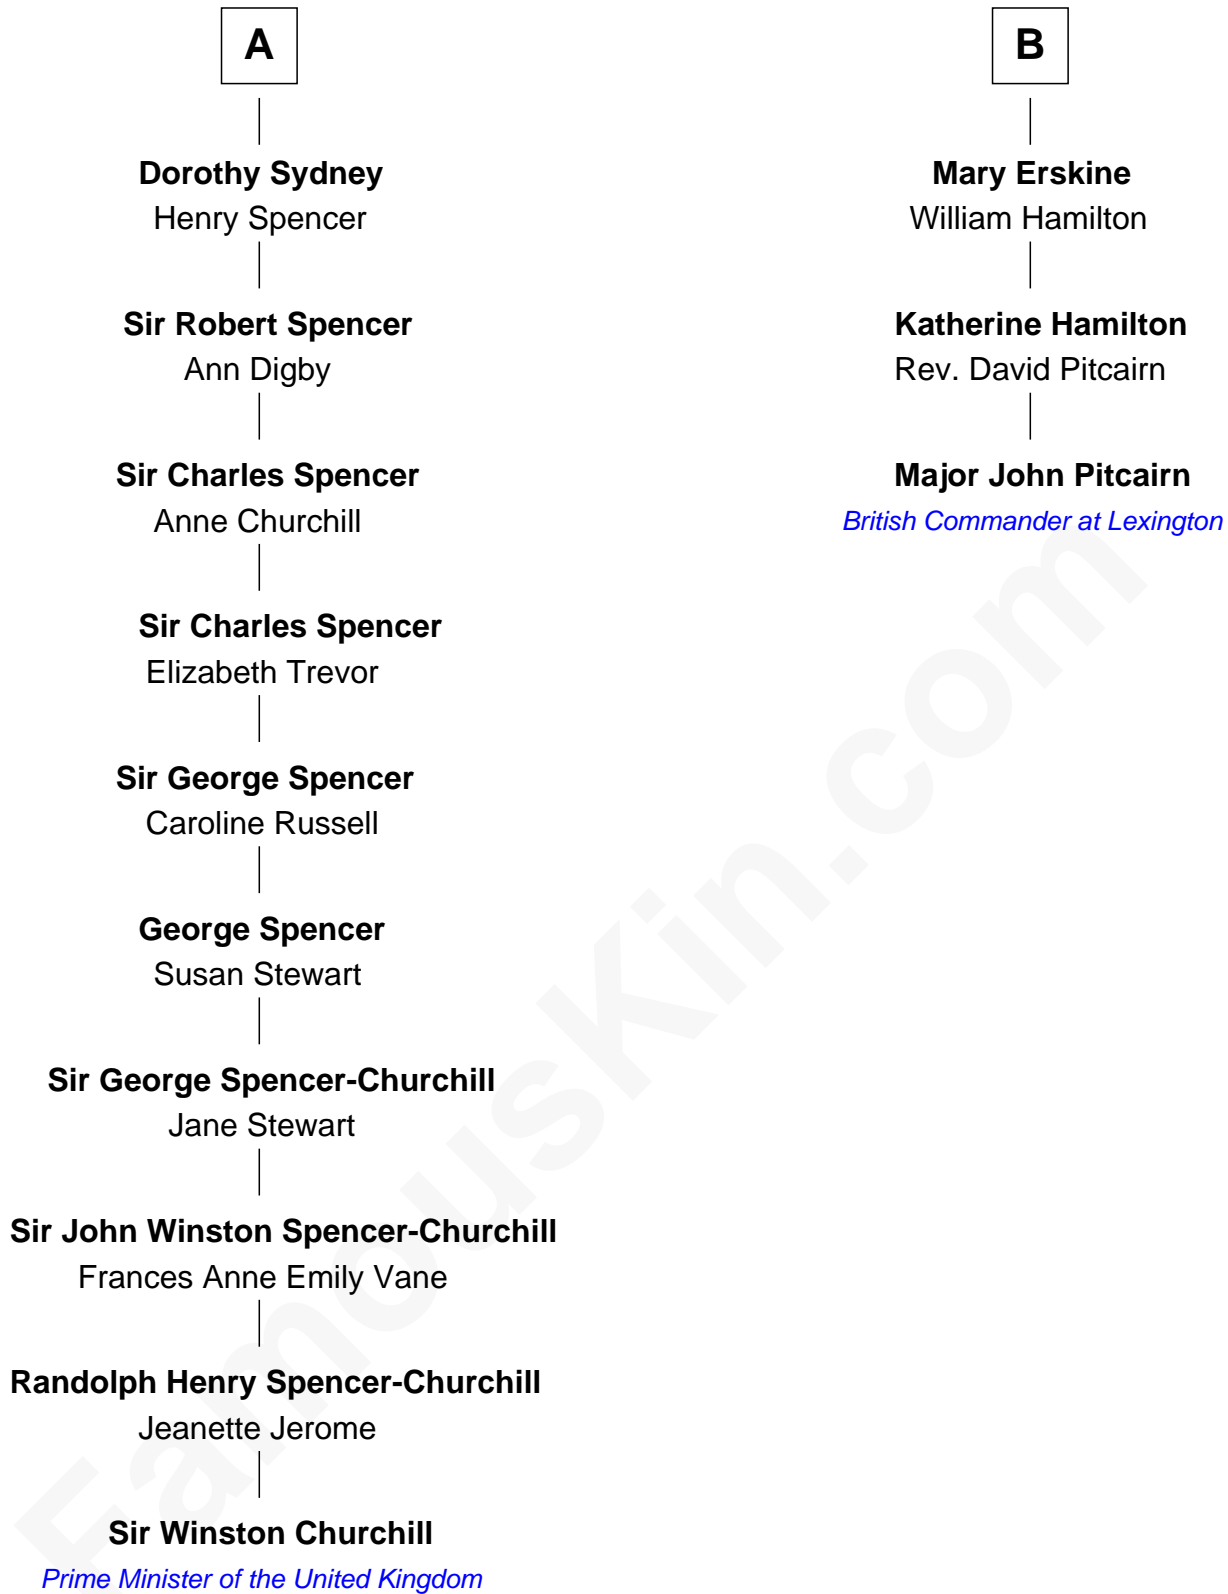 A
Dorothy Sydney
Henry Spencer
Sir Robert Spencer
Ann Digby
Sir Charles Spencer
Anne Churchill
Sir Charles Spencer
Elizabeth Trevor
Sir George Spencer
Caroline Russell
George Spencer
Susan Stewart
Sir George Spencer-Churchill
Jane Stewart
Sir John Winston Spencer-Churchill
Frances Anne Emily Vane
Randolph Henry Spencer-Churchill
Jeanette Jerome
Sir Winston Churchill
Prime Minister of the United Kingdom
B
Mary Erskine
William Hamilton
Katherine Hamilton
Rev. David Pitcairn
Major John Pitcairn
British Commander at Lexington
FamousKin.com